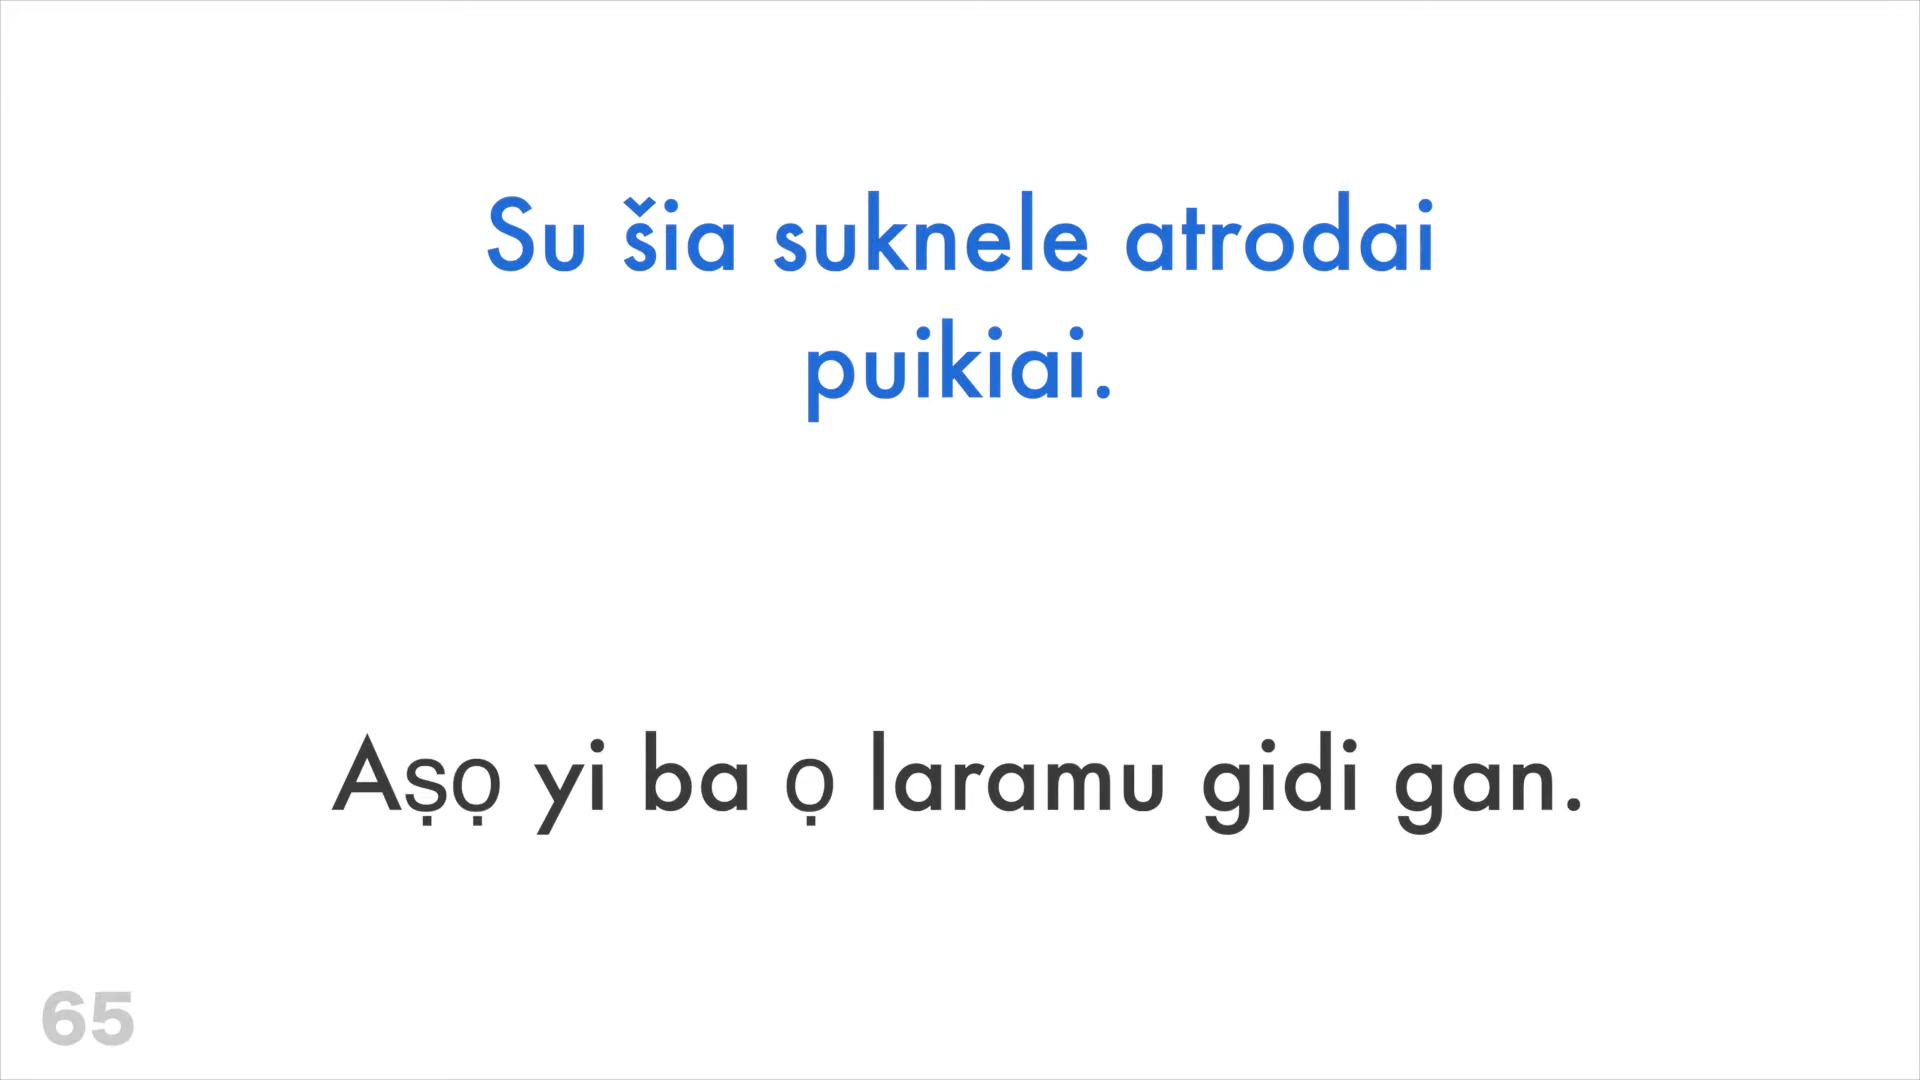 Su šia suknele atrodai
puikiai.
Aṣọ yi ba ọ laramu gidi gan.
65